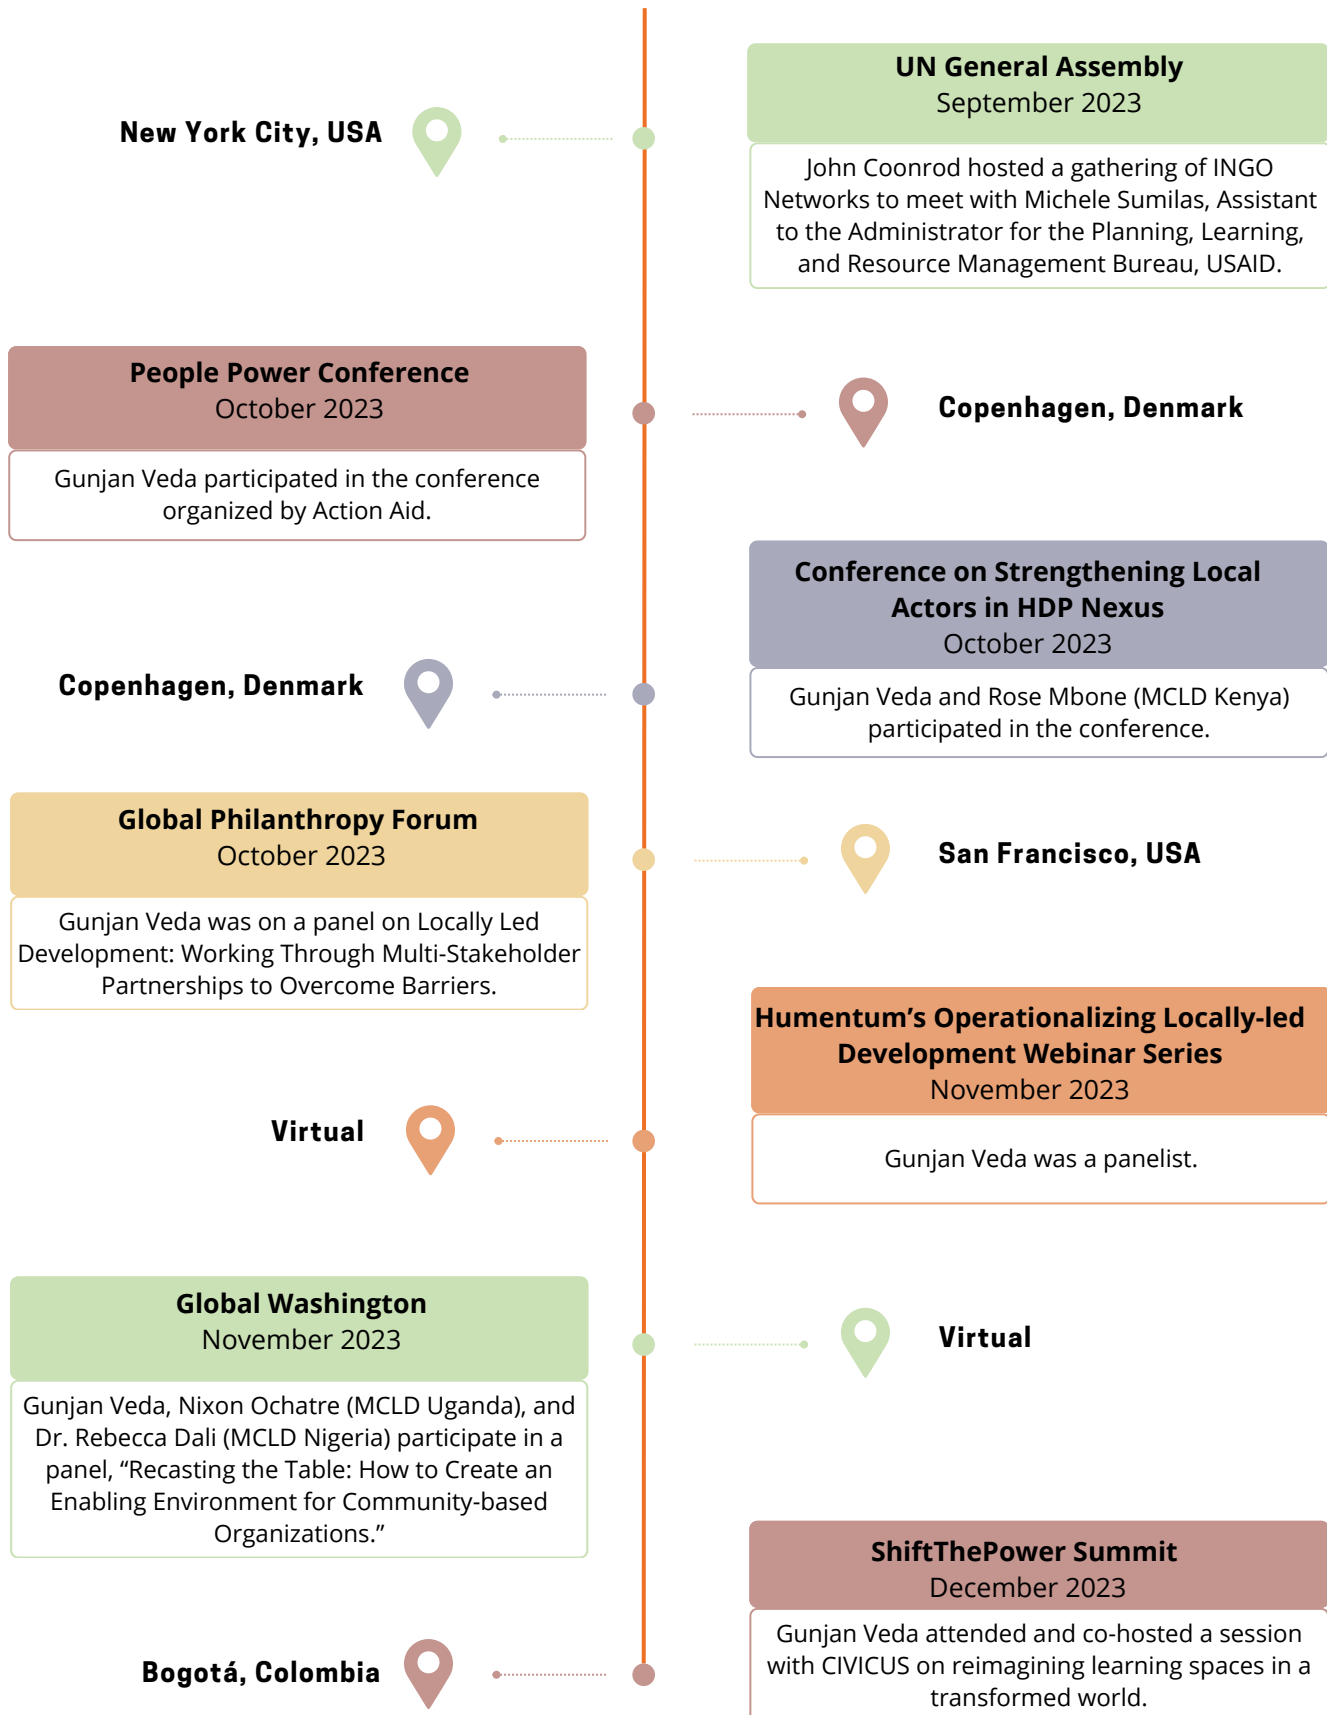 UN General Assembly
September 2023
New York City, USA
John Coonrod hosted a gathering of INGO
Networks to meet with Michele Sumilas, Assistant
to the Administrator for the Planning, Learning,
and Resource Management Bureau, USAID.
People Power Conference
October 2023
Copenhagen, Denmark
Gunjan Veda participated in the conference
organized by Action Aid.
Conference on Strengthening Local
Actors in HDP Nexus
October 2023
Copenhagen, Denmark
Gunjan Veda and Rose Mbone (MCLD Kenya)
participated in the conference.
Global Philanthropy Forum
October 2023
San Francisco, USA
Gunjan Veda was on a panel on Locally Led
Development: Working Through Multi-Stakeholder
Partnerships to Overcome Barriers.
Humentum’s Operationalizing Locally-led
Development Webinar Series
November 2023
Virtual
Gunjan Veda was a panelist.
Global Washington
November 2023
Virtual
Gunjan Veda, Nixon Ochatre (MCLD Uganda), and
Dr. Rebecca Dali (MCLD Nigeria) participate in a
panel, “Recasting the Table: How to Create an
Enabling Environment for Community-based
Organizations.”
ShiftThePower Summit
December 2023
Bogotá, Colombia
Gunjan Veda attended and co-hosted a session
with CIVICUS on reimagining learning spaces in a
transformed world.